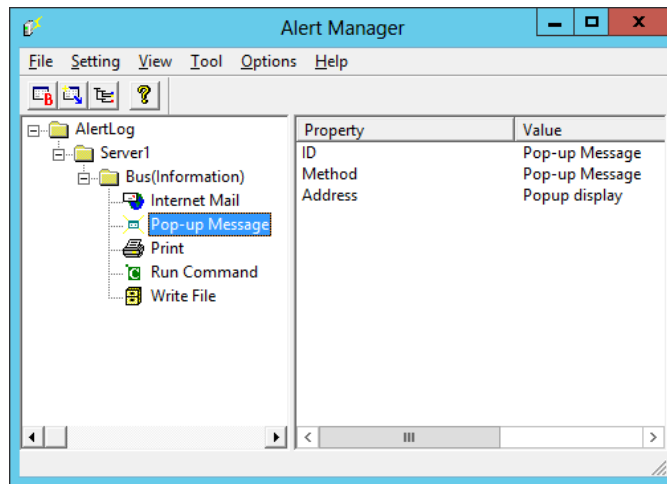 Alert Manager
File Setting View Tool Options Help
AlertLog
Server1
Bus(Information)
Internet Mail
Pop-up Message
Print
Run Command
Write File
Property Value
ID Pop-up Message
Method Pop-up Message
Address Popup display